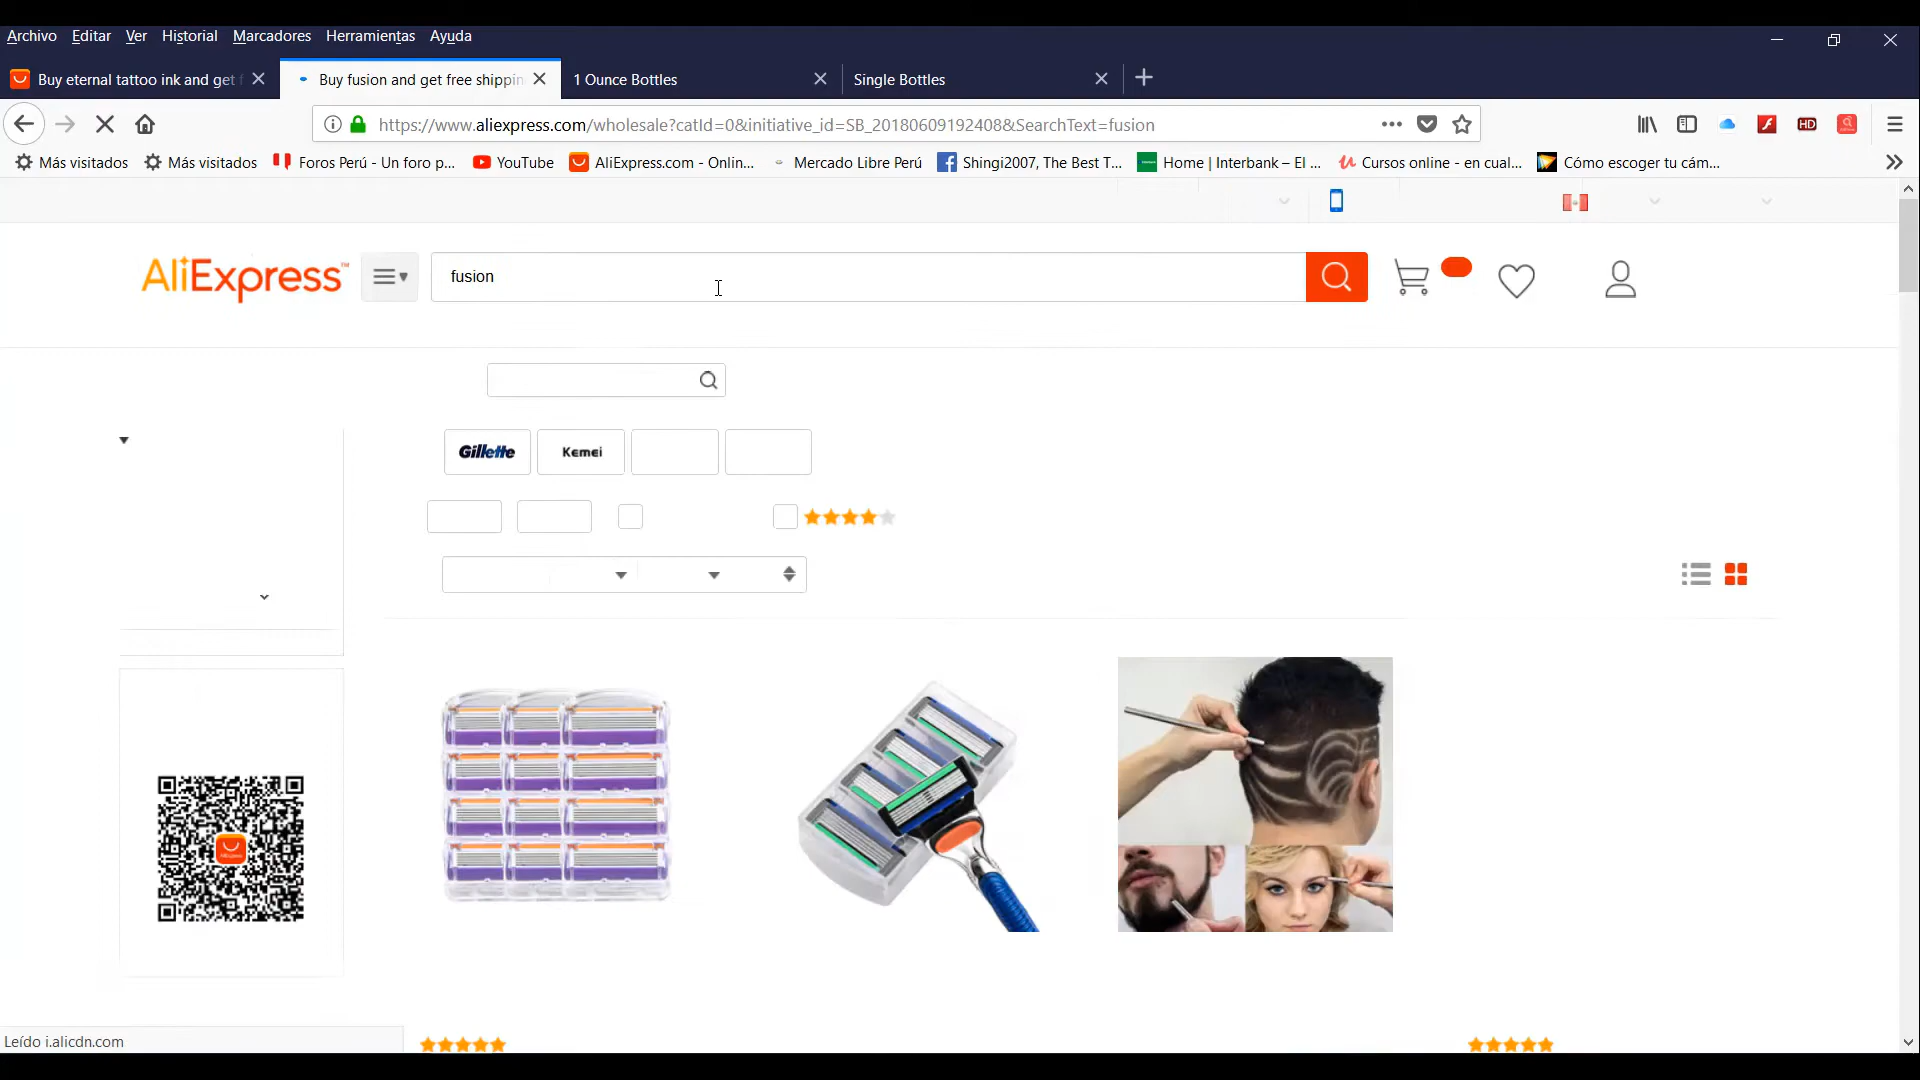 Archivo Editar Ver Historial Marcadores Herramientas Ayuda
Buy eternal tattoo ink and get f
Buy fusion and get free shippin
1 Ounce Bottles
Single Bottles
https://www.aliexpress.com/wholesale?catId=0&initiative_id=SB_20180609192408&SearchText=fusion
HD
Más visitados
Más visitados
Foros Perú - Un foro p...
YouTube
AliExpress.com - Onlin...
Mercado Libre Perú
Shingi2007, The Best T...
Home | Interbank – El ...
Cursos online - en cual...
Cómo escoger tu cám...
AliExpress™
fusion
Gillette
Kemei
Leído i.alicdn.com